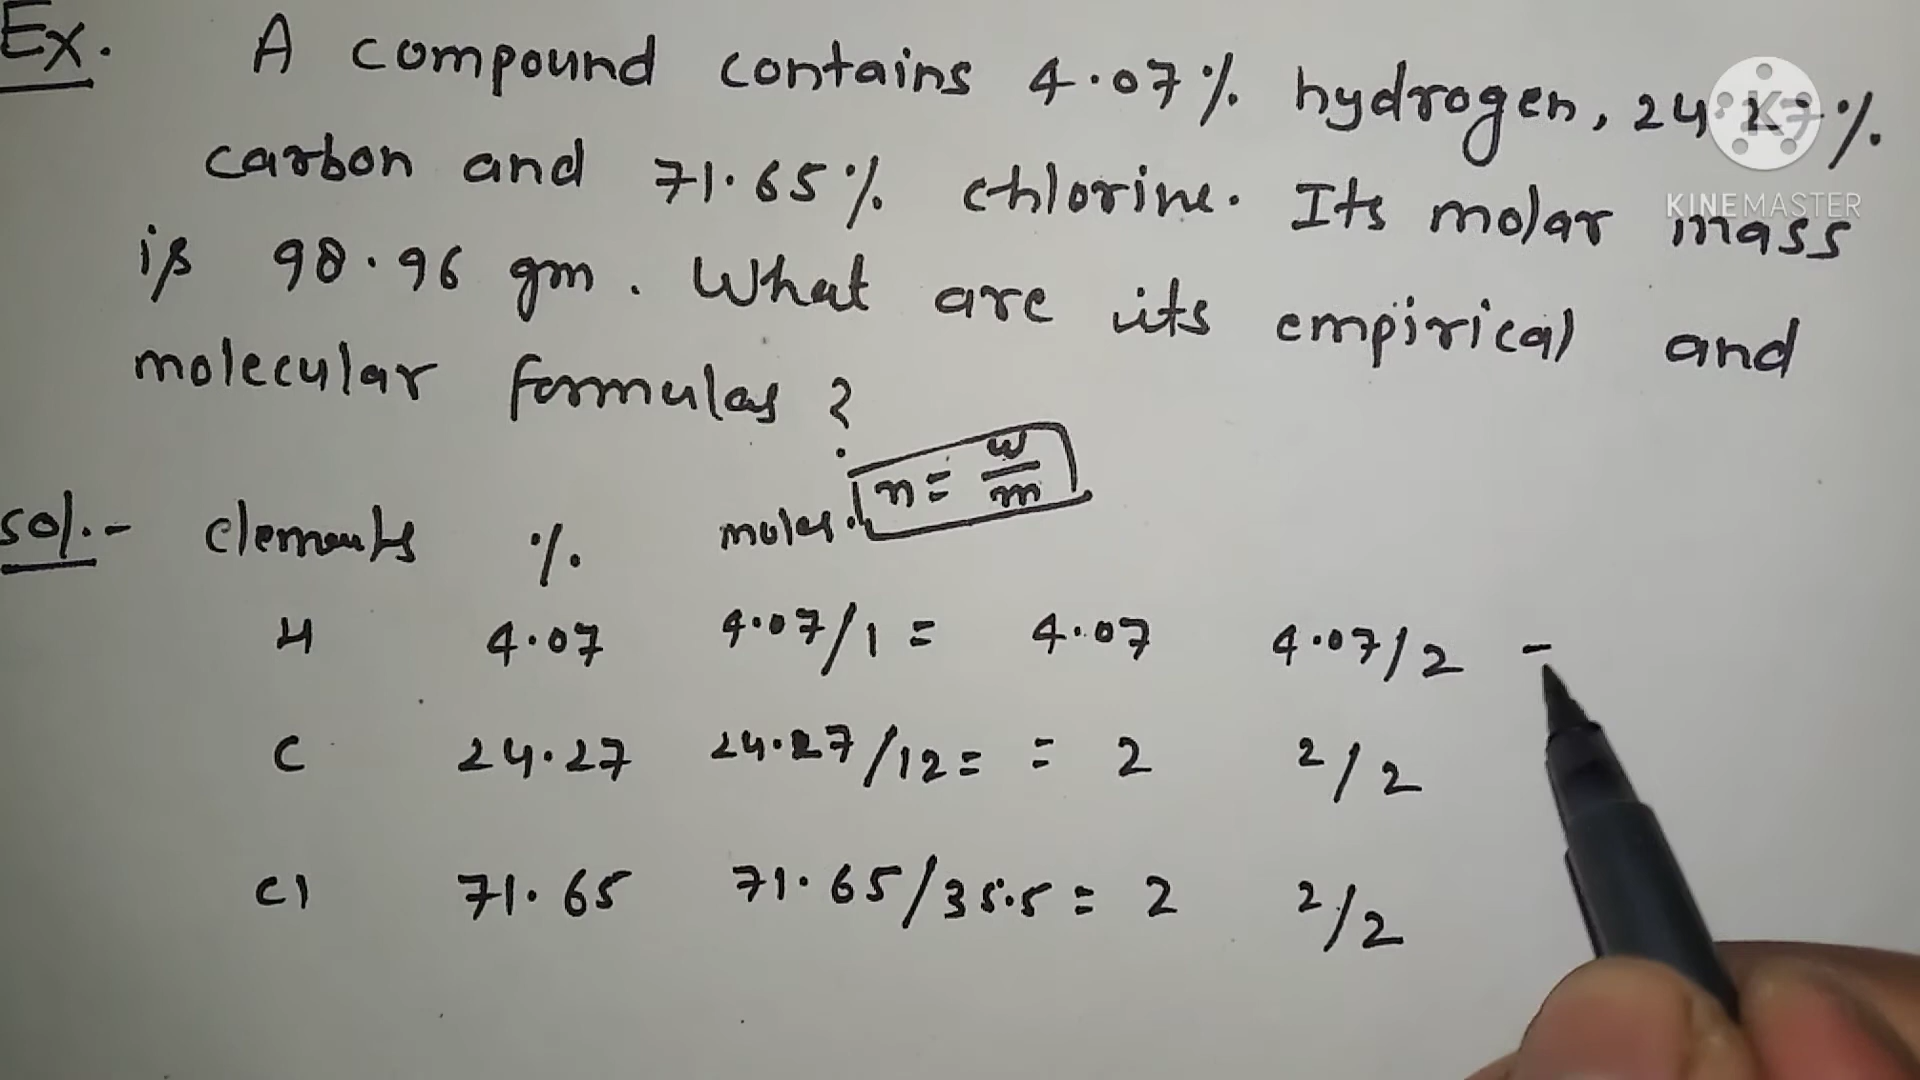 Ex. A compound contains 4.07% hydrogen, 24.27%
carbon and 71.65% chlorine. Its molar mass
KINEMASTER
is 98.96 gm. What are its empirical and
molecular formulas?
n = w/m
Sol.- elements % moles.
H 4.07 4.07/1 = 4.07 4.07/2 -
C 24.27 24.27/12 = = 2 2/2
Cl 71.65 71.65/35.5 = 2 2/2